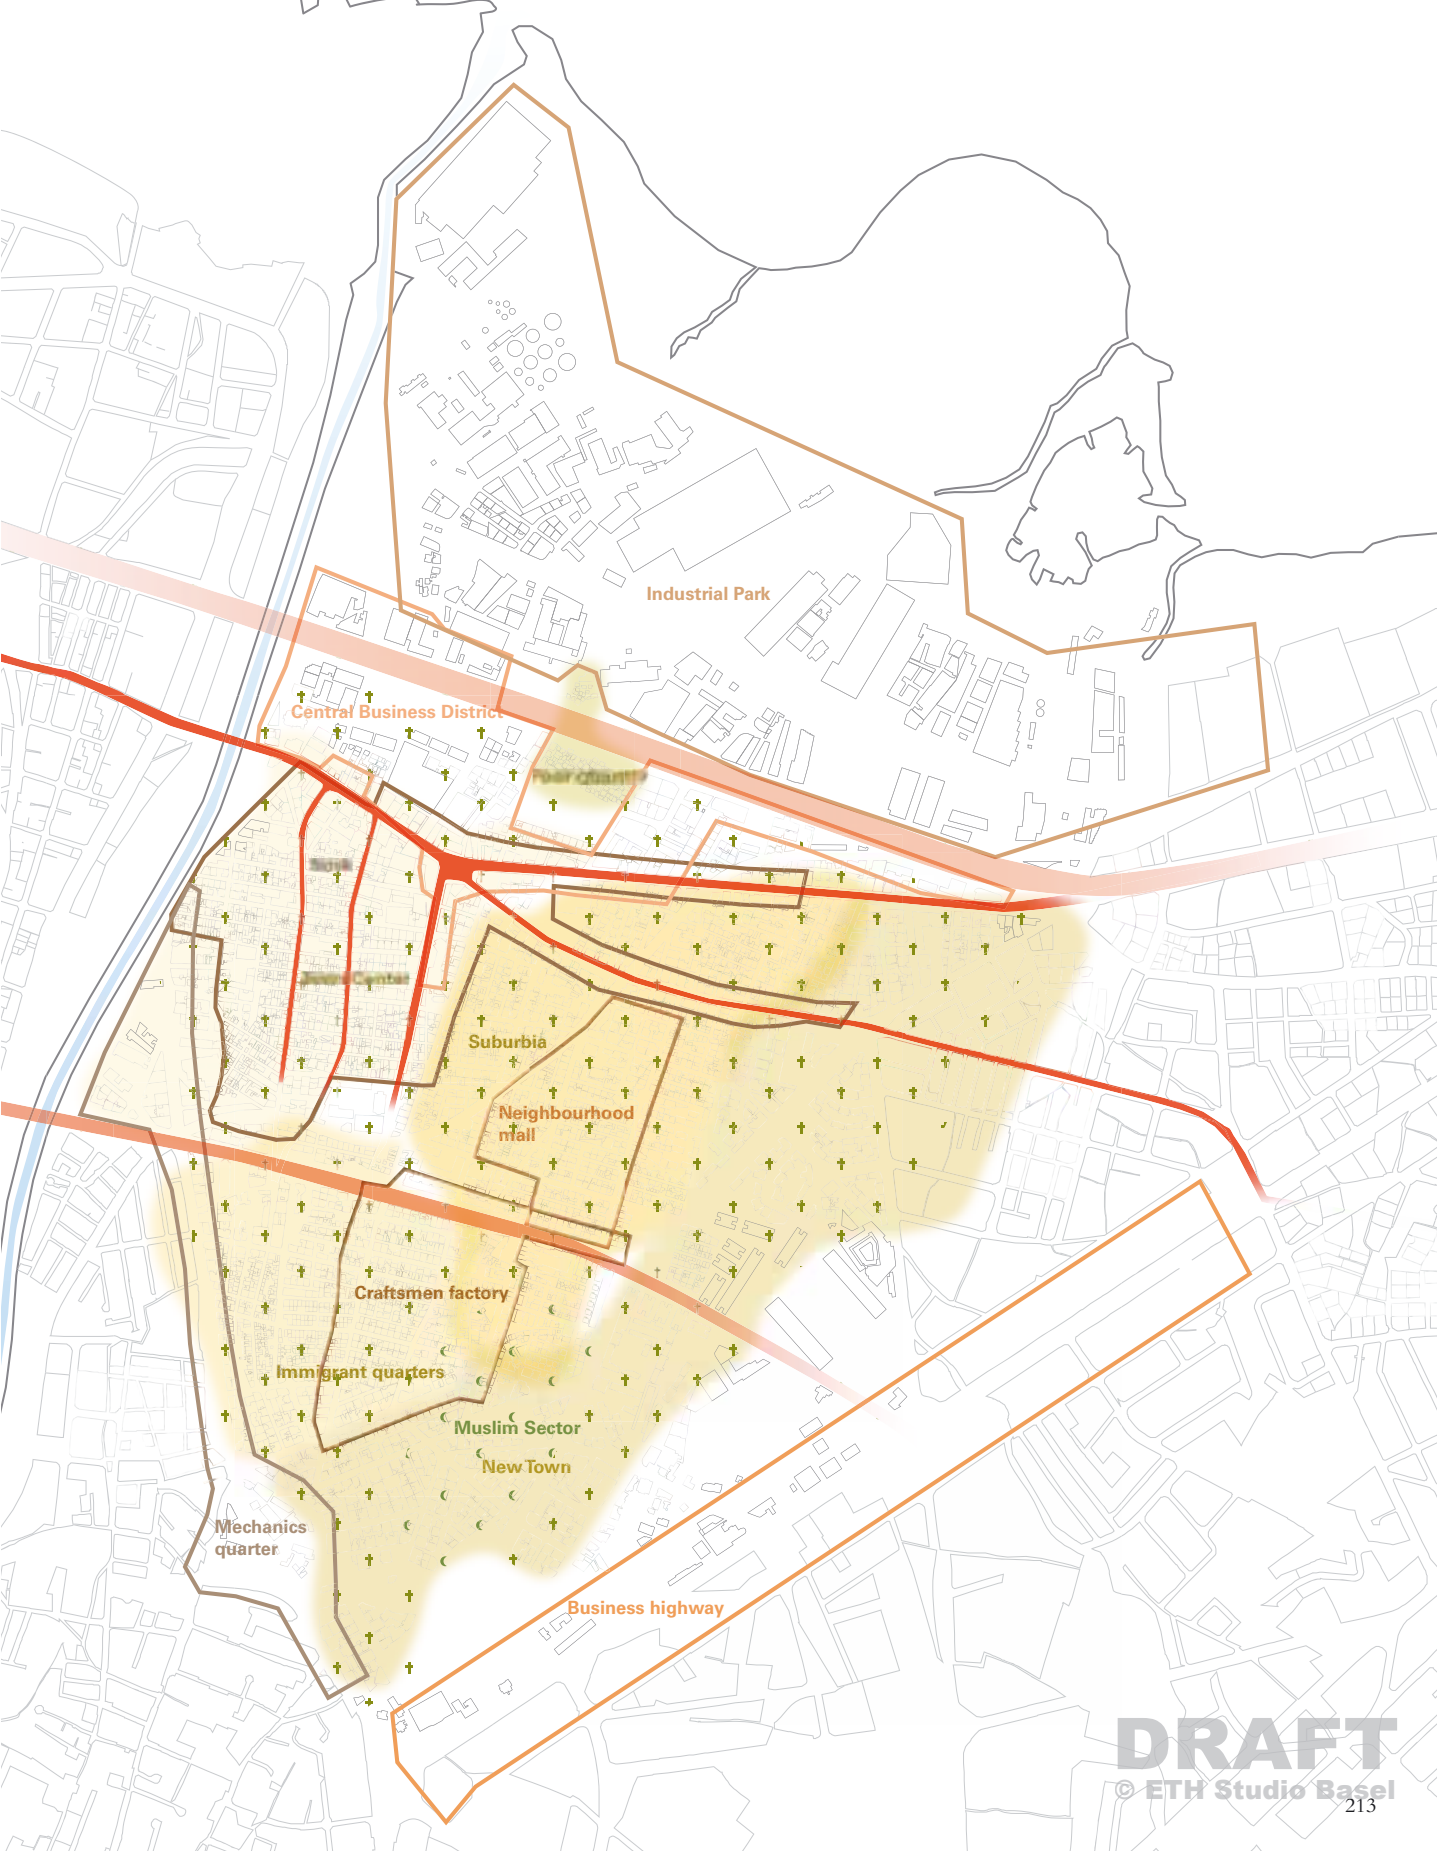 Industrial Park
Central Business District
Suburbia
Neighbourhood
mall
Craftsmen factory
Immigrant quarters
Muslim Sector
New Town
Mechanics
quarter
Business highway
DRAFT
© ETH Studio Basel
213